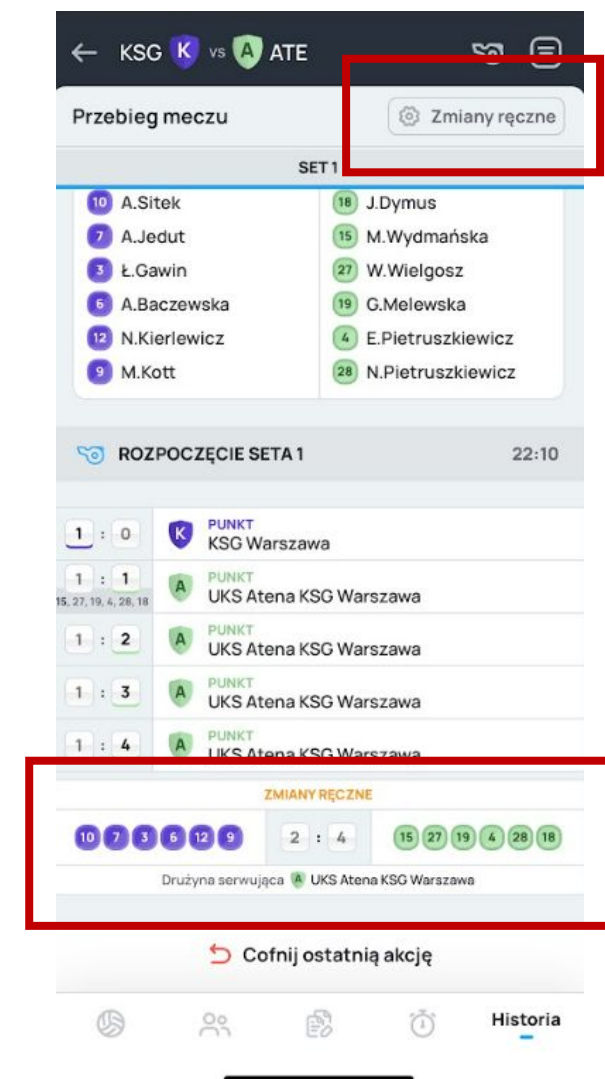 KSG K vs A ATE
Przebieg meczu
Zmiany ręczne
SET 1
10 A.Sitek 18 J.Dymus
7 A.Jedut 15 M.Wydmańska
3 Ł.Gawin 27 W.Wielgosz
6 A.Baczewska 19 G.Melewska
12 N.Kierlewicz 4 E.Pietruszkiewicz
9 M.Kott 28 N.Pietruszkiewicz
ROZPOCZĘCIE SETA 1 22:10
1 : 0 K PUNKT
KSG Warszawa
1 : 1 A PUNKT
UKS Atena KSG Warszawa
15, 27, 19, 4, 28, 18
1 : 2 A PUNKT
UKS Atena KSG Warszawa
1 : 3 A PUNKT
UKS Atena KSG Warszawa
1 : 4 A PUNKT
UKS Atena KSG Warszawa
ZMIANY RĘCZNE
10 7 3 6 12 9 2 : 4 15 27 19 4 28 18
Drużyna serwująca A UKS Atena KSG Warszawa
Cofnij ostatnią akcję
Historia